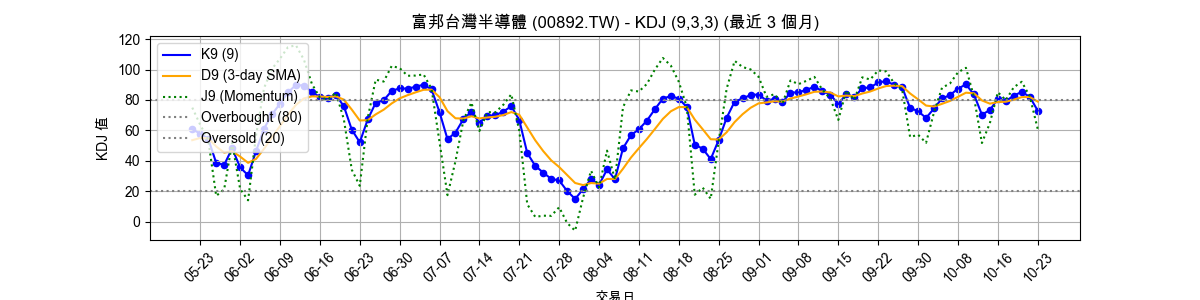 富邦台灣半導體 (00892.TW) - KDJ (9,3,3) (最近 3 個月)
120
100
80
60
40
20
0
KDJ 值
K9 (9)
D9 (3-day SMA)
J9 (Momentum)
Overbought (80)
Oversold (20)
05-23 06-02 06-09 06-16 06-23 06-30 07-07 07-14 07-21 07-28 08-04 08-11 08-18 08-25 09-01 09-08 09-15 09-22 09-30 10-08 10-16 10-23
交易日